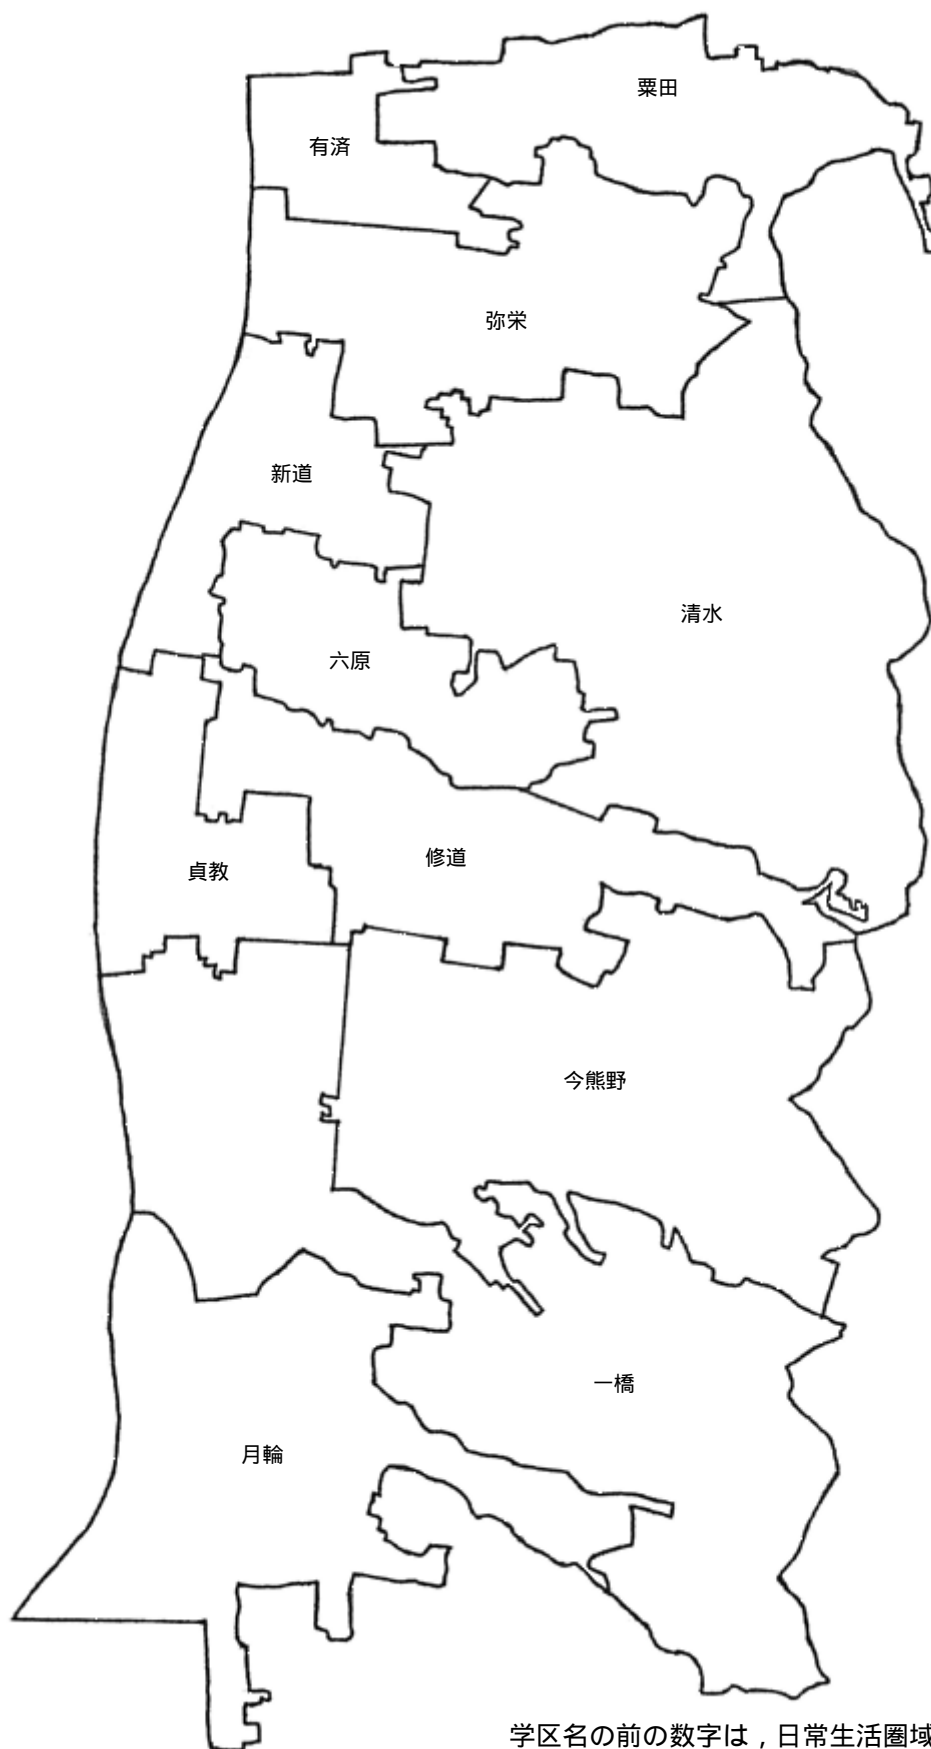 粟田
有済
弥栄
新道
清水
六原
修道
貞教
今熊野
一橋
月輪
学区名の前の数字は，日常生活圏域